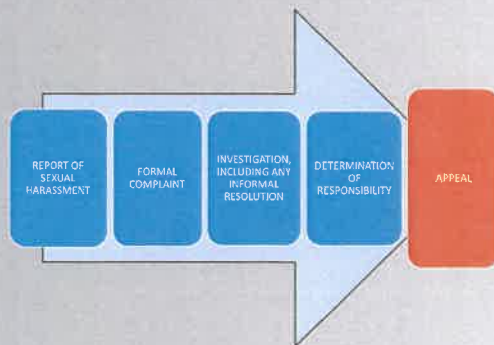 REPORT OF
SEXUAL
HARASSMENT
FORMAL
COMPLAINT
INVESTIGATION,
INCLUDING ANY
INFORMAL
RESOLUTION
DETERMINATION
OF
RESPONSIBILITY
APPEAL